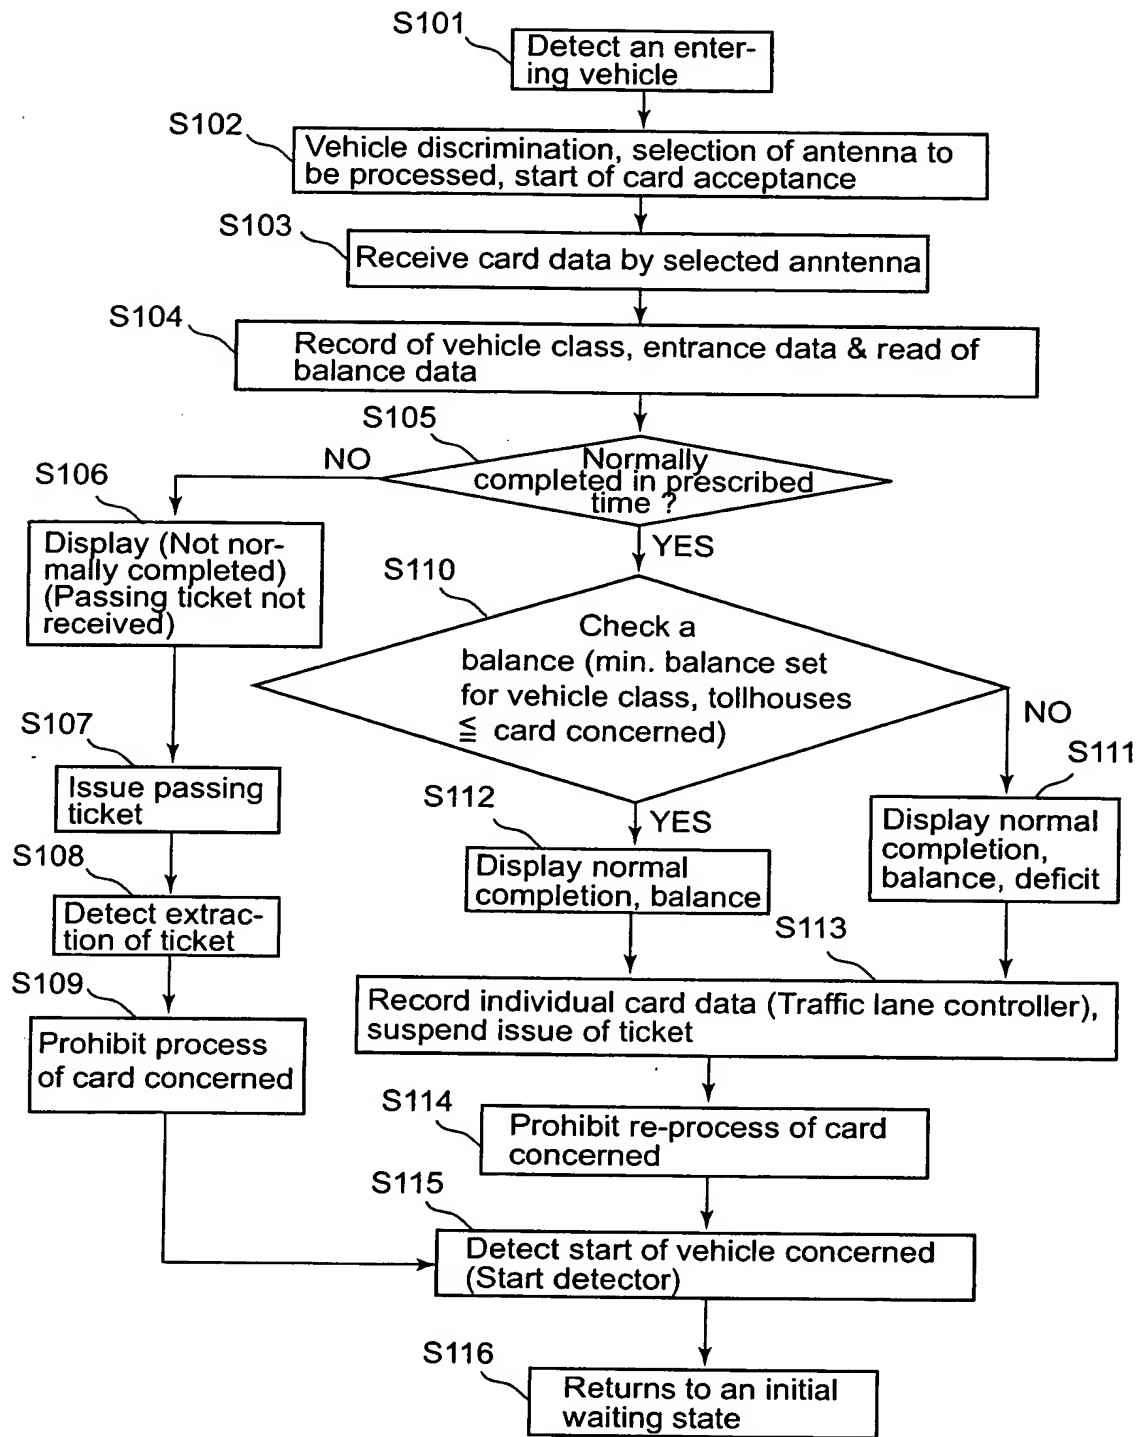 S101
Detect an enter-
ing vehicle
S102
Vehicle discrimination, selection of antenna to
be processed, start of card acceptance
S103
Receive card data by selected anntenna
S104
Record of vehicle class, entrance data & read of
balance data
S105
Normally
completed in prescribed
time ?
NO
YES
S106
Display (Not nor-
mally completed)
(Passing ticket not
received)
S110
Check a
balance (min. balance set
for vehicle class, tollhouses
≦ card concerned)
NO
YES
S107
Issue passing
ticket
S111
Display normal
completion,
balance, deficit
S112
Display normal
completion, balance
S108
Detect extrac-
tion of ticket
S113
Record individual card data (Traffic lane controller),
suspend issue of ticket
S109
Prohibit process
of card concerned
S114
Prohibit re-process of card
concerned
S115
Detect start of vehicle concerned
(Start detector)
S116
Returns to an initial
waiting state